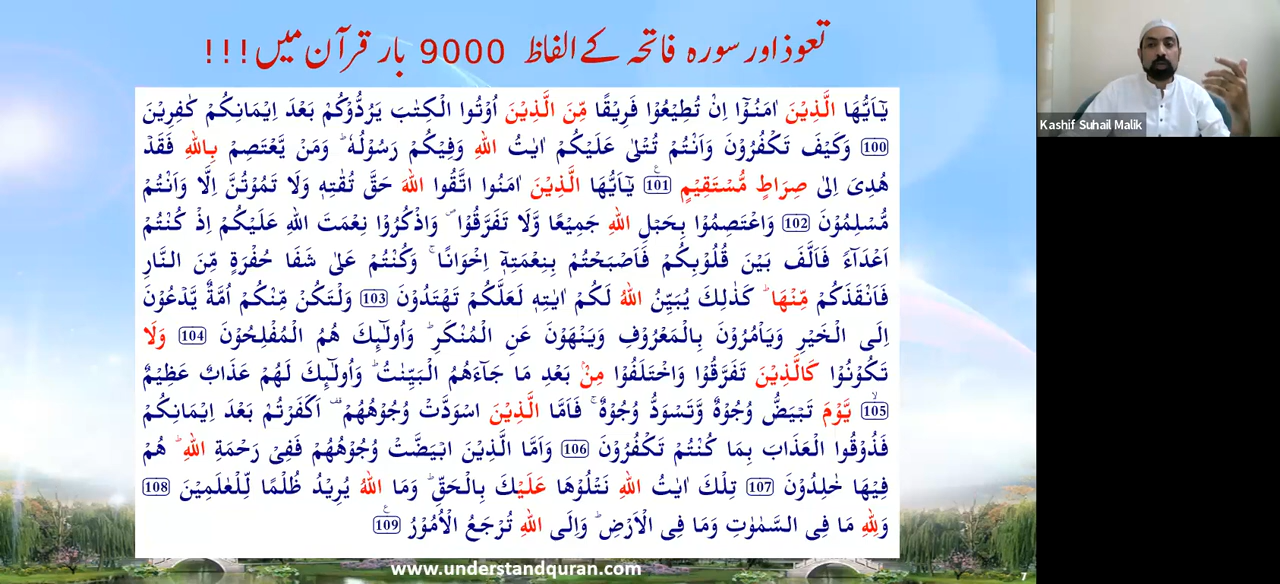 تعوذ اور سورہ فاتحہ کے الفاظ 9000 بار قرآن میں!!!
يٰۤاَيُّهَا الَّذِيْنَ اٰمَنُوْۤا اِنْ تُطِيْعُوْا فَرِيْقًا مِّنَ الَّذِيْنَ اُوْتُوا الْكِتٰبَ يَرُدُّوْكُمْ بَعْدَ اِيْمَانِكُمْ كٰفِرِيْنَ
100 وَكَيْفَ تَكْفُرُوْنَ وَاَنْتُمْ تُتْلٰى عَلَيْكُمْ اٰيٰتُ اللّٰهِ وَفِيْكُمْ رَسُوْلُهٗ ؕ وَمَنْ يَّعْتَصِمْ بِاللّٰهِ فَقَدْ
هُدِىَ اِلٰى صِرَاطٍ مُّسْتَقِيْمٍ 101 يٰۤاَيُّهَا الَّذِيْنَ اٰمَنُوا اتَّقُوا اللّٰهَ حَقَّ تُقٰتِهٖ وَلَا تَمُوْتُنَّ اِلَّا وَاَنْتُمْ
مُّسْلِمُوْنَ 102 وَاعْتَصِمُوْا بِحَبْلِ اللّٰهِ جَمِيْعًا وَّلَا تَفَرَّقُوْا ۪ وَاذْكُرُوْا نِعْمَتَ اللّٰهِ عَلَيْكُمْ اِذْ كُنْتُمْ
اَعْدَآءً فَاَلَّفَ بَيْنَ قُلُوْبِكُمْ فَاَصْبَحْتُمْ بِنِعْمَتِهٖۤ اِخْوَانًا ۚ وَكُنْتُمْ عَلٰى شَفَا حُفْرَةٍ مِّنَ النَّارِ
فَاَنْقَذَكُمْ مِّنْهَا ؕ كَذٰلِكَ يُبَيِّنُ اللّٰهُ لَكُمْ اٰيٰتِهٖ لَعَلَّكُمْ تَهْتَدُوْنَ 103 وَلْتَكُنْ مِّنْكُمْ اُمَّةٌ يَّدْعُوْنَ
اِلَى الْخَيْرِ وَيَاْمُرُوْنَ بِالْمَعْرُوْفِ وَيَنْهَوْنَ عَنِ الْمُنْكَرِ ؕ وَاُولٰٓٮِٕكَ هُمُ الْمُفْلِحُوْنَ 104 وَلَا
تَكُوْنُوْا كَالَّذِيْنَ تَفَرَّقُوْا وَاخْتَلَفُوْا مِنْۢ بَعْدِ مَا جَآءَهُمُ الْبَيِّنٰتُ ؕ وَاُولٰٓٮِٕكَ لَهُمْ عَذَابٌ عَظِيْمٌ
105 يَّوْمَ تَبْيَضُّ وُجُوْهٌ وَّتَسْوَدُّ وُجُوْهٌ ۚ فَاَمَّا الَّذِيْنَ اسْوَدَّتْ وُجُوْهُهُمْ ۟ اَكَفَرْتُمْ بَعْدَ اِيْمَانِكُمْ
فَذُوْقُوا الْعَذَابَ بِمَا كُنْتُمْ تَكْفُرُوْنَ 106 وَاَمَّا الَّذِيْنَ ابْيَضَّتْ وُجُوْهُهُمْ فَفِىْ رَحْمَةِ اللّٰهِ ؕ هُمْ
فِيْهَا خٰلِدُوْنَ 107 تِلْكَ اٰيٰتُ اللّٰهِ نَتْلُوْهَا عَلَيْكَ بِالْحَقِّ ؕ وَمَا اللّٰهُ يُرِيْدُ ظُلْمًا لِّلْعٰلَمِيْنَ 108
وَلِلّٰهِ مَا فِى السَّمٰوٰتِ وَمَا فِى الْاَرْضِ ؕ وَاِلَى اللّٰهِ تُرْجَعُ الْاُمُوْرُ 109
www.understandquran.com
7
Kashif Suhail Malik